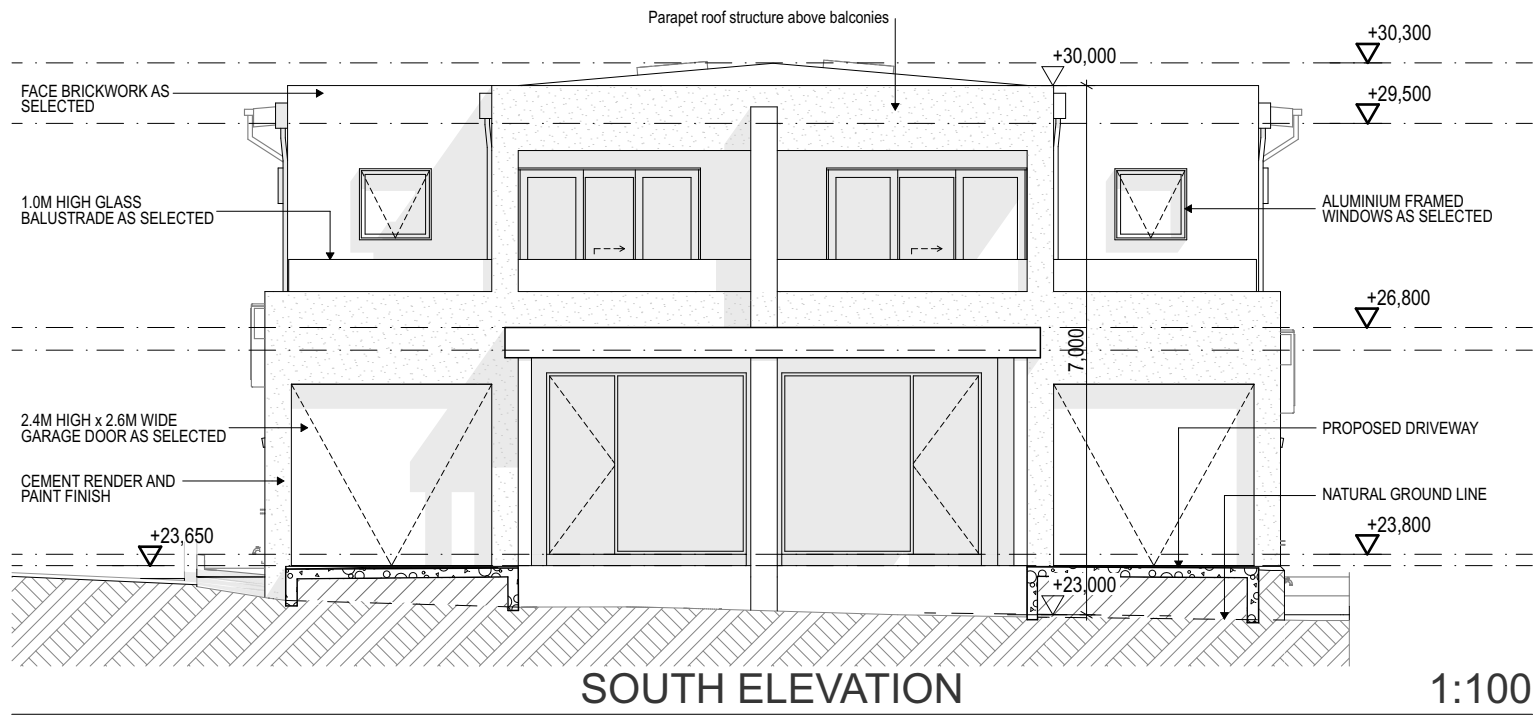 Parapet roof structure above balconies
+30,300
+30,000
FACE BRICKWORK AS
SELECTED
+29,500
1.0M HIGH GLASS
BALUSTRADE AS SELECTED
ALUMINIUM FRAMED
WINDOWS AS SELECTED
+26,800
7,000
2.4M HIGH x 2.6M WIDE
GARAGE DOOR AS SELECTED
PROPOSED DRIVEWAY
CEMENT RENDER AND
PAINT FINISH
NATURAL GROUND LINE
+23,650
+23,800
+23,000
SOUTH ELEVATION
1:100